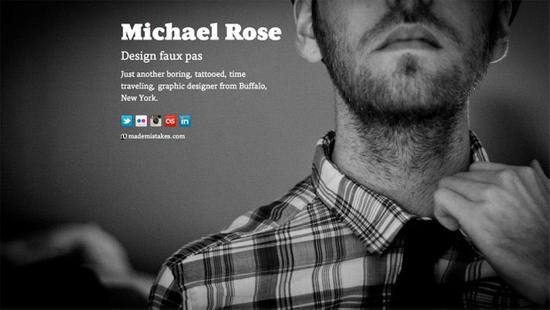 Michael Rose
Design faux pas
Just another boring, tattooed, time
traveling, graphic designer from Buffalo,
New York.
mademistakes.com